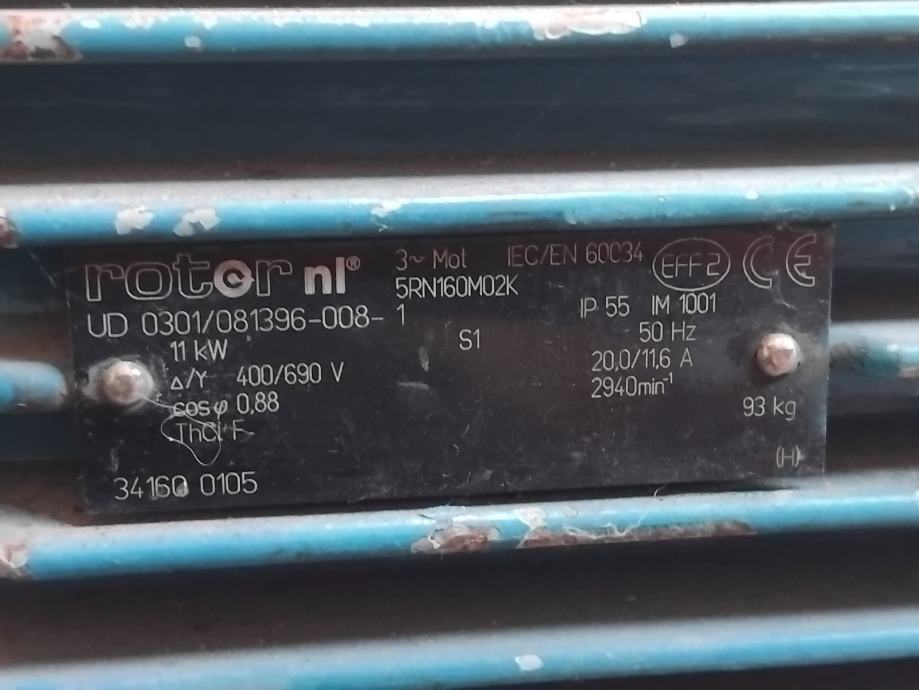 rotor nl® 3~ Mot IEC/EN 60034 EFF2 CE
5RN160M02K
UD 0301/081396-008-1 IP 55 IM 1001
11 kW S1 50 Hz
Δ/Y 400/690 V 20,0/11,6 A
cosφ 0,88 2940min⁻¹
ThCl F 93 kg
(H)
34160 0105